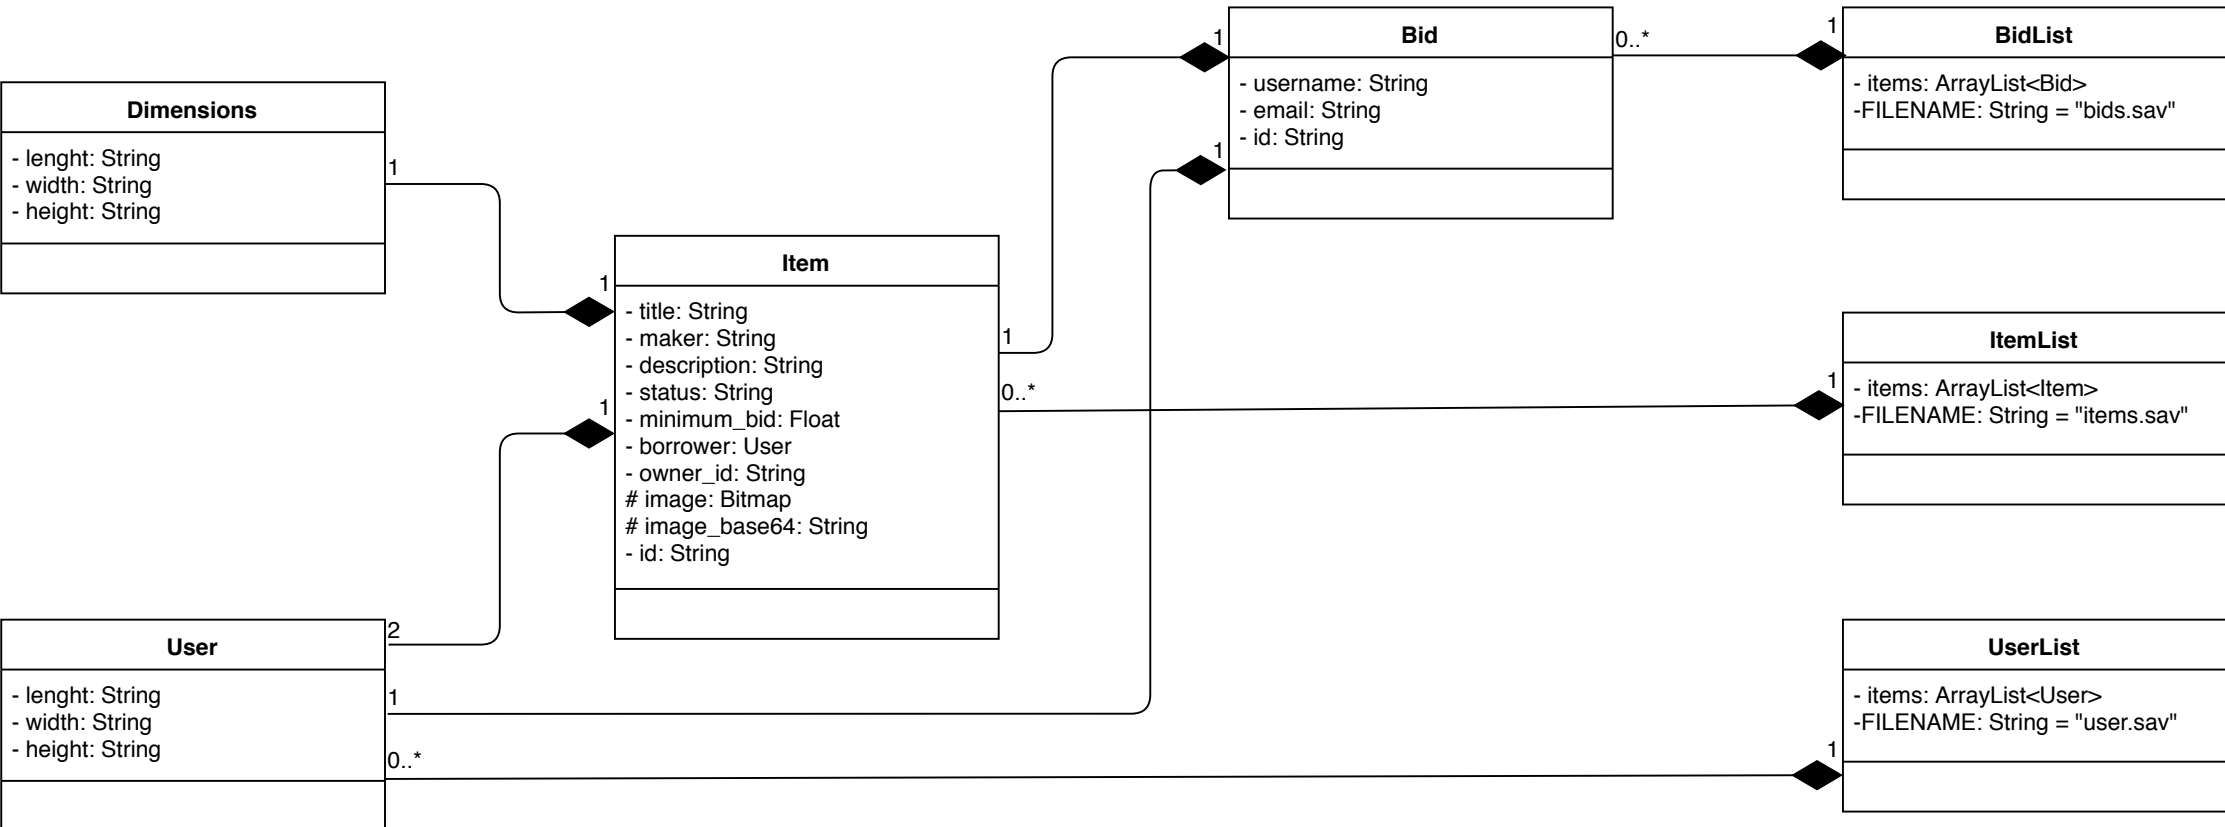 Dimensions
- lenght: String
- width: String
- height: String
1
1
User
- lenght: String
- width: String
- height: String
2
1
0..*
Item
- title: String
- maker: String
- description: String
- status: String
- minimum_bid: Float
- borrower: User
- owner_id: String
# image: Bitmap
# image_base64: String
- id: String
1
1
0..*
Bid
- username: String
- email: String
- id: String
1
1
0..*
BidList
- items: ArrayList<Bid>
-FILENAME: String = "bids.sav"
1
ItemList
- items: ArrayList<Item>
-FILENAME: String = "items.sav"
1
UserList
- items: ArrayList<User>
-FILENAME: String = "user.sav"
1